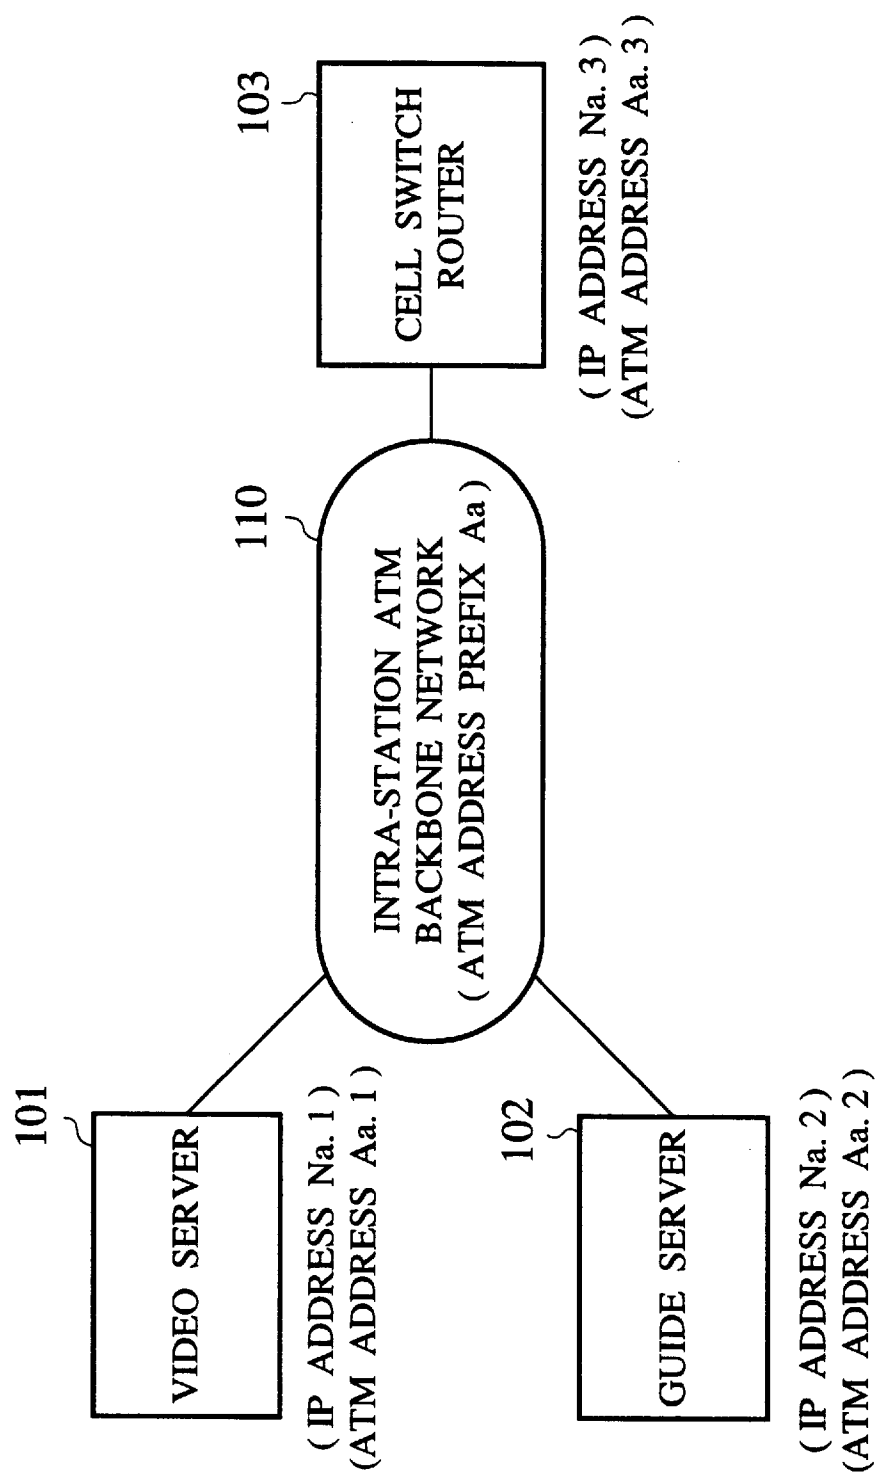 101
VIDEO SERVER
( IP ADDRESS Na. 1 )
(ATM ADDRESS Aa. 1)
110
INTRA-STATION ATM
BACKBONE NETWORK
( ATM ADDRESS PREFIX Aa )
103
CELL SWITCH
ROUTER
( IP ADDRESS Na. 3 )
(ATM ADDRESS Aa. 3)
102
GUIDE SERVER
( IP ADDRESS Na. 2 )
(ATM ADDRESS Aa. 2)